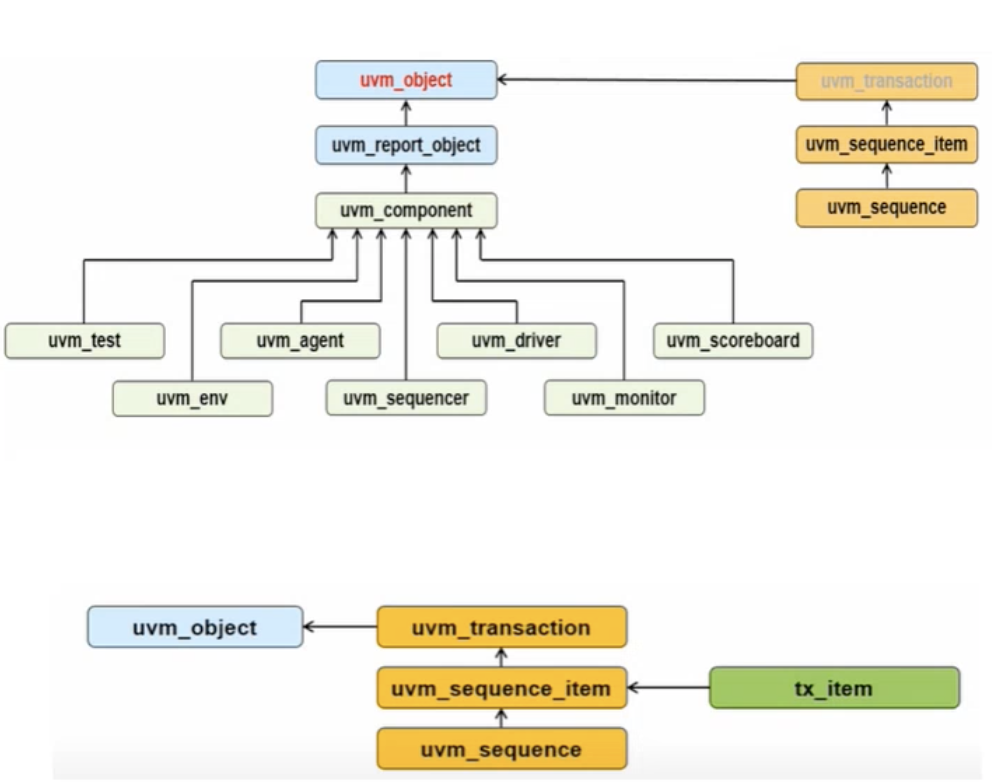 uvm_object
uvm_transaction
uvm_report_object
uvm_sequence_item
uvm_component
uvm_sequence
uvm_test
uvm_agent
uvm_driver
uvm_scoreboard
uvm_env
uvm_sequencer
uvm_monitor
uvm_object
uvm_transaction
uvm_sequence_item
tx_item
uvm_sequence